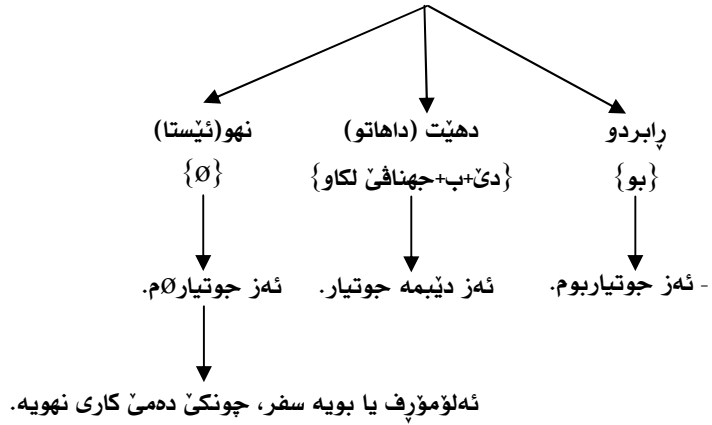 ڕابردو
دهێت (داهاتو)
نهو(ئێستا)
{بو}
{دێ+ب+جهناڤێ لکاو}
{Ø}
- ئەز جوتیاربوم.
ئەز دێبمە جوتیار.
ئەز جوتیارØم.
ئەلۆمۆڕف یا بویە سفر، چونکێ دەمێ کاری نهویە.